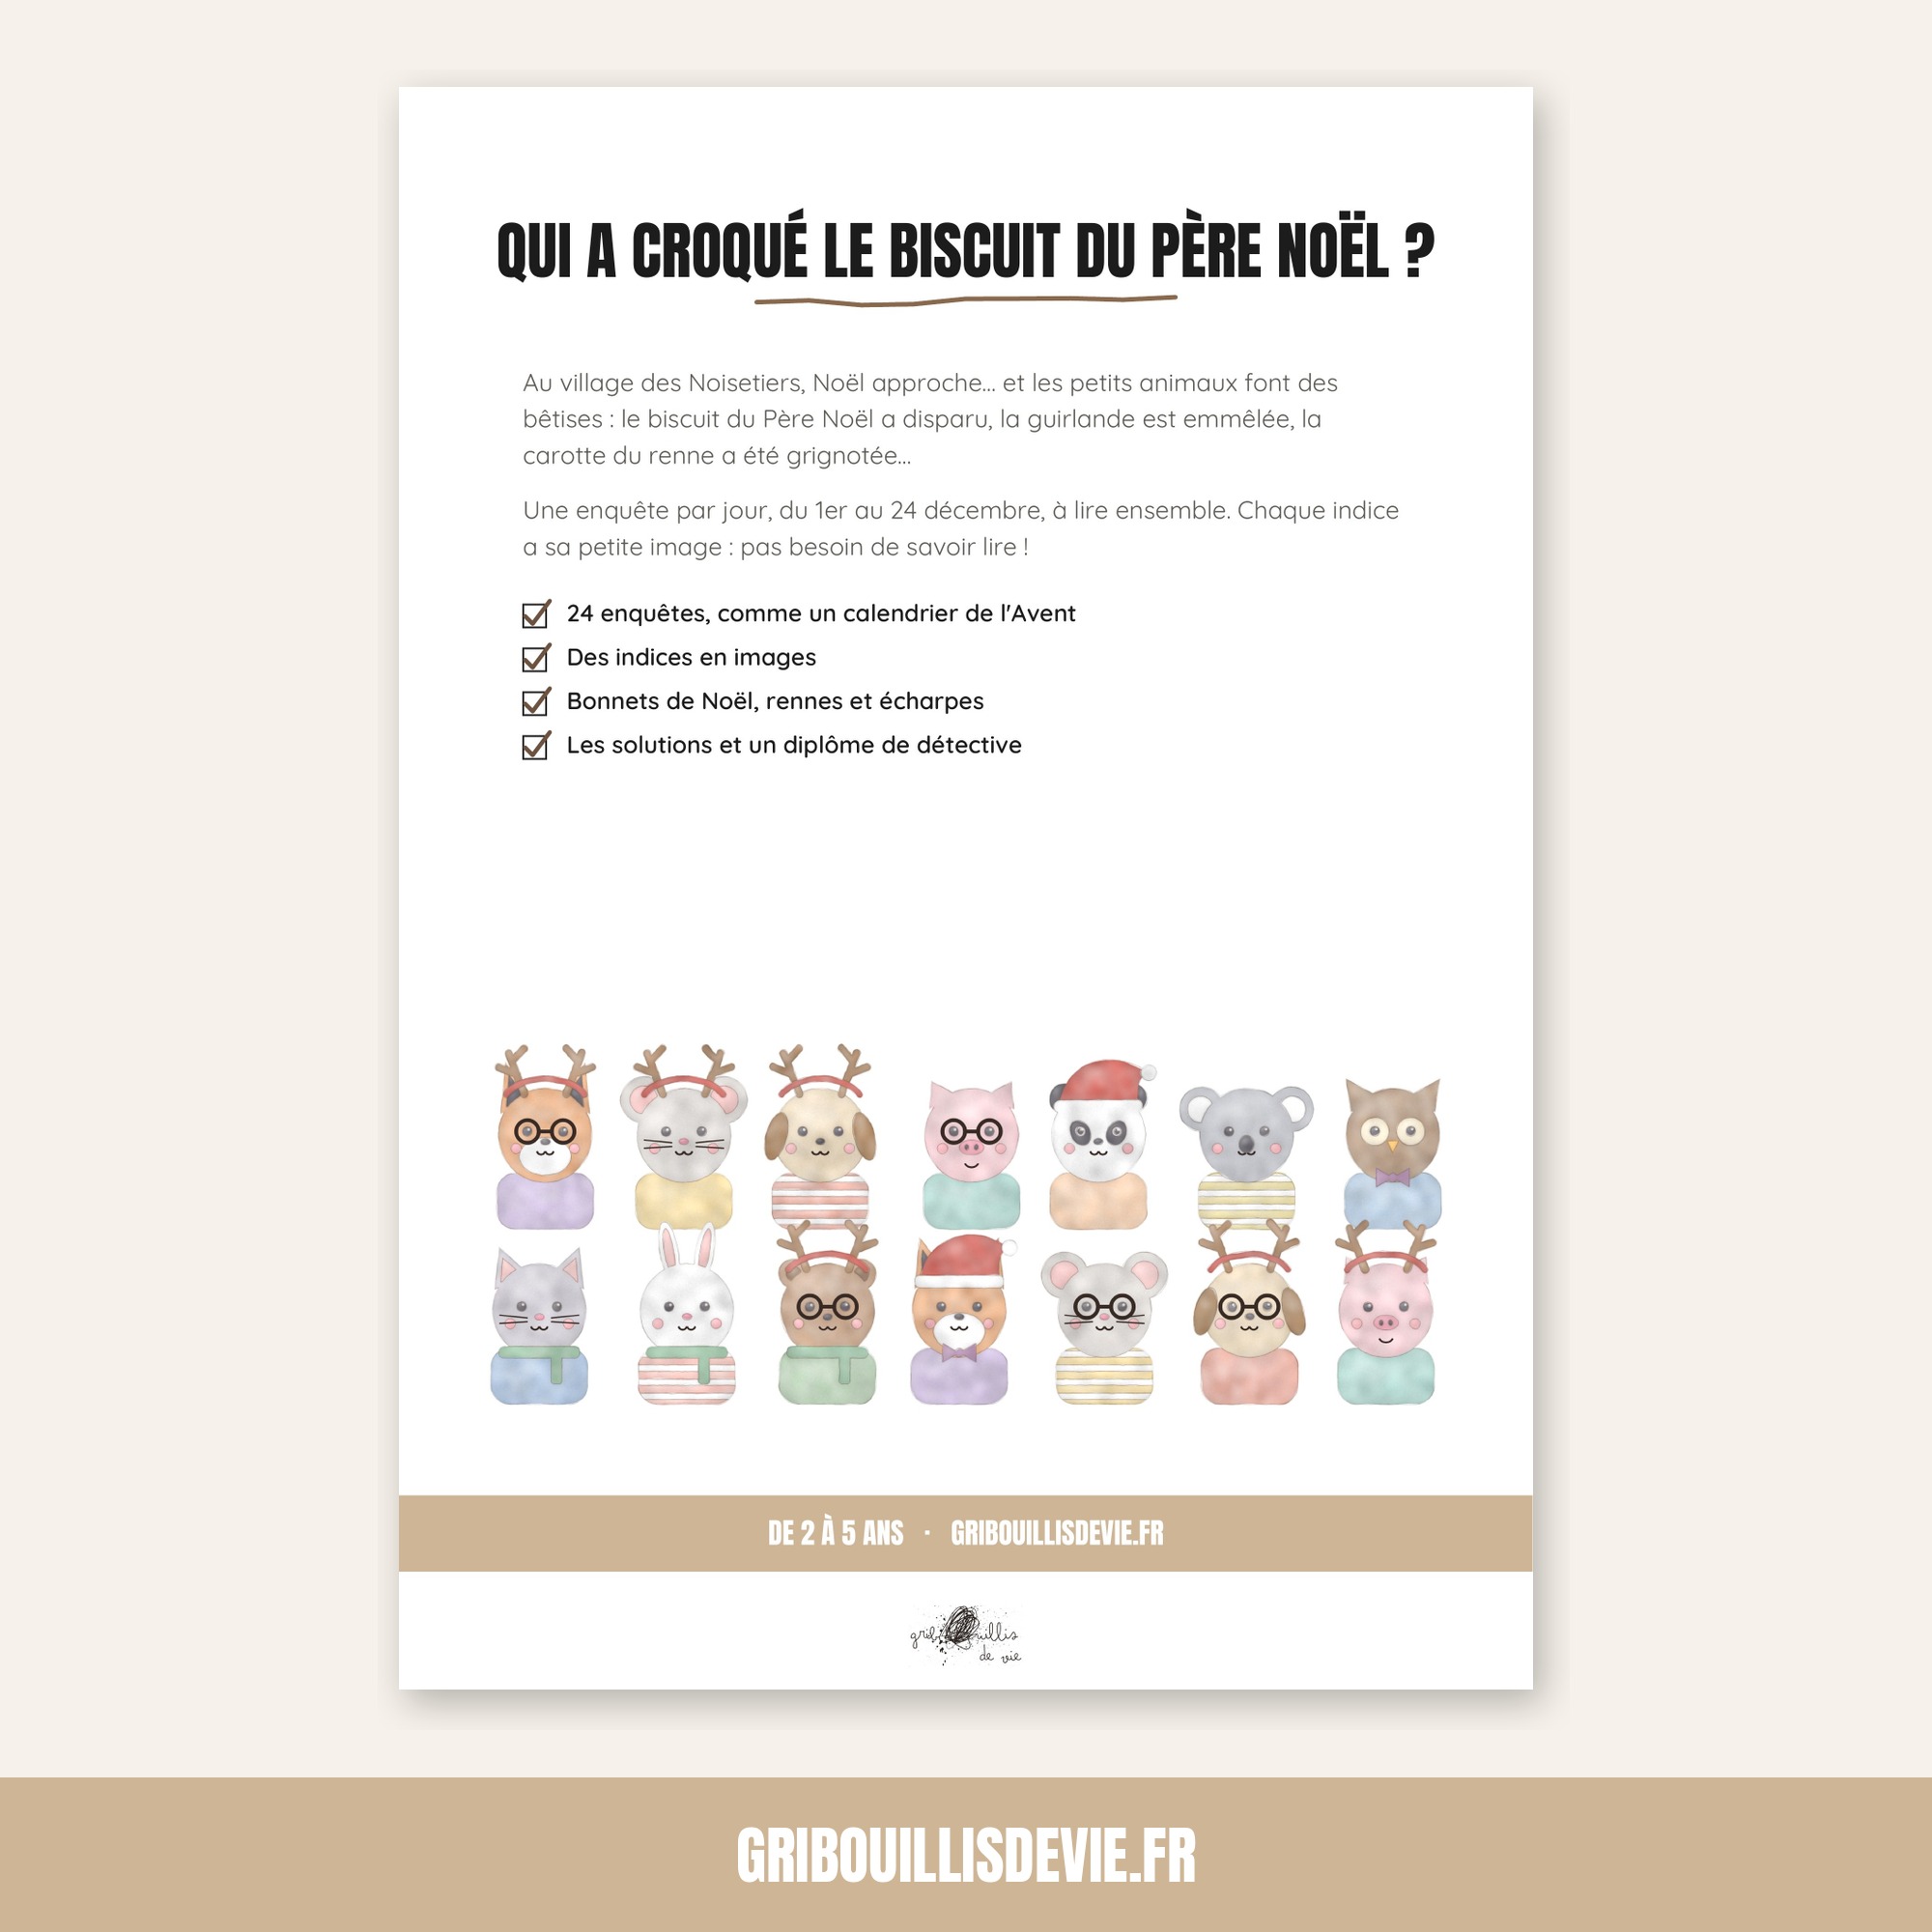 QUI A CROQUÉ LE BISCUIT DU PÈRE NOËL ?
Au village des Noisetiers, Noël approche... et les petits animaux font des
bêtises : le biscuit du Père Noël a disparu, la guirlande est emmêlée, la
carotte du renne a été grignotée...
Une enquête par jour, du 1er au 24 décembre, à lire ensemble. Chaque indice
a sa petite image : pas besoin de savoir lire !
24 enquêtes, comme un calendrier de l'Avent
Des indices en images
Bonnets de Noël, rennes et écharpes
Les solutions et un diplôme de détective
DE 2 À 5 ANS · GRIBOUILLISDEVIE.FR
gribouillis
de vie
GRIBOUILLISDEVIE.FR